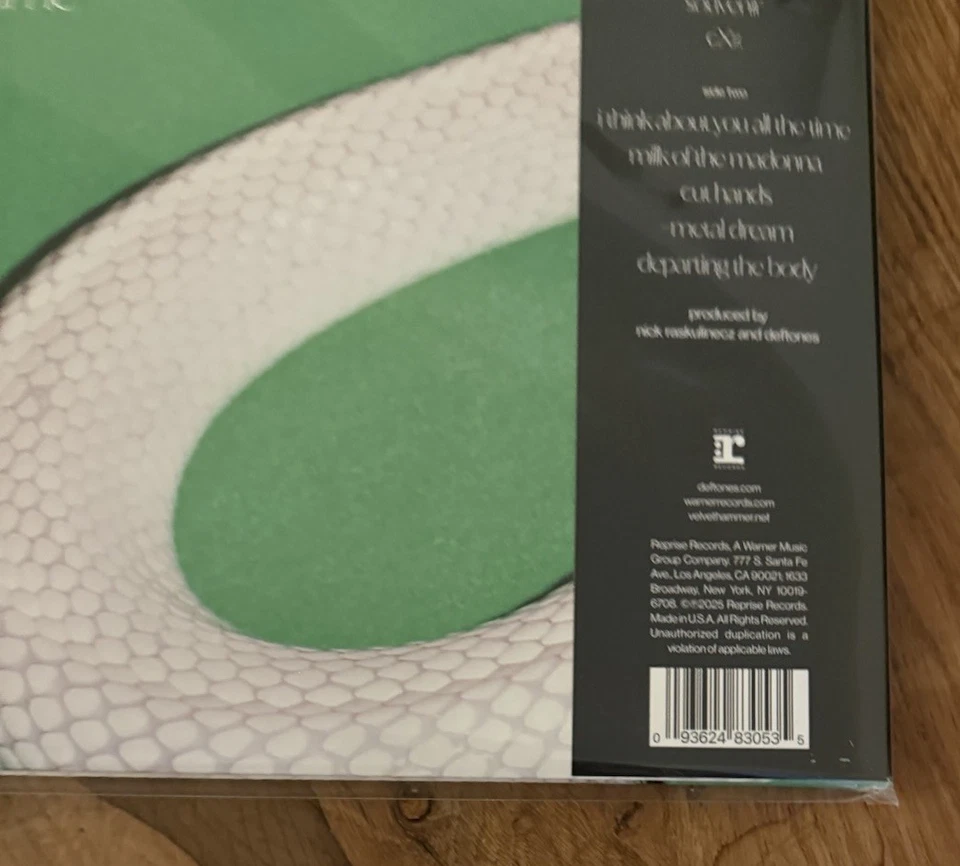 souvenir
cXz
side two
i think about you all the time
milk of the madonna
cut hands
~metal dream
departing the body
produced by
nick raskulinecz and deftones
REPRISE
r
RECORDS
deftones.com
warnerrecords.com
velvethammer.net
Reprise Records, A Warner Music
Group Company, 777 S. Santa Fe
Ave., Los Angeles, CA 90021; 1633
Broadway, New York, NY 10019-
6708. ©℗2025 Reprise Records.
Made in U.S.A. All Rights Reserved.
Unauthorized duplication is a
violation of applicable laws.
0 93624 83053 5